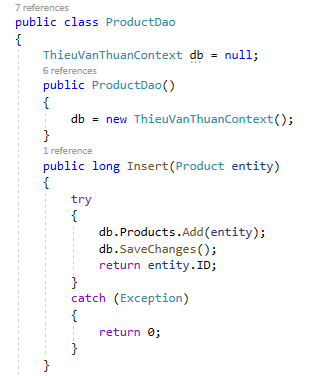 7 references
public class ProductDao
{
ThieuVanThuanContext db = null;
6 references
public ProductDao()
{
db = new ThieuVanThuanContext();
}
1 reference
public long Insert(Product entity)
{
try
{
db.Products.Add(entity);
db.SaveChanges();
return entity.ID;
}
catch (Exception)
{
return 0;
}
}